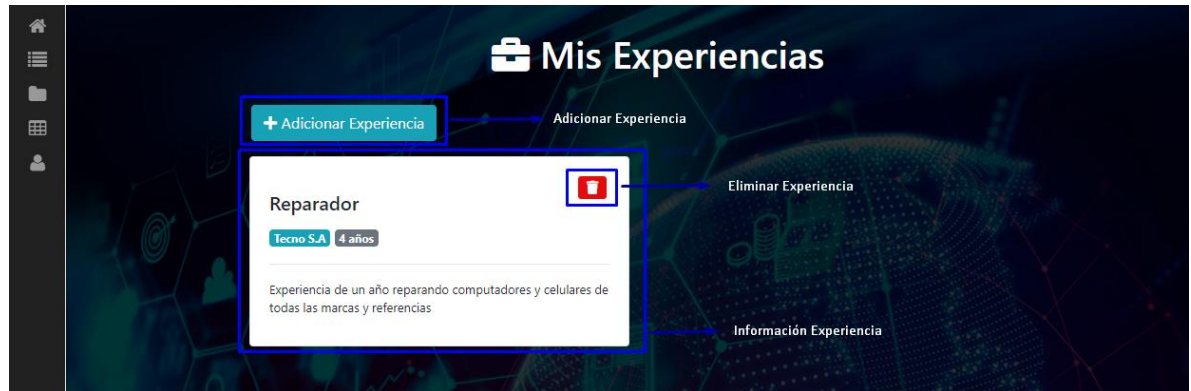 Mis Experiencias
+ Adicionar Experiencia
Adicionar Experiencia
Eliminar Experiencia
Reparador
Tecno S.A 4 años
Experiencia de un año reparando computadores y celulares de
todas las marcas y referencias
Información Experiencia